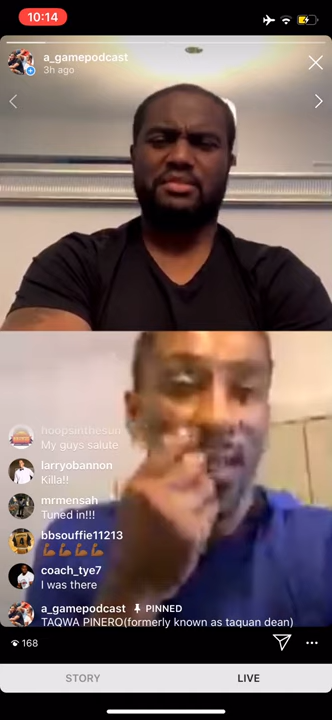 10:14
a_gamepodcast
3h ago
hoopsinthesun
My guys salute
larryobannon
Killa!!
mrmensah
Tuned in!!!
bbsouffie11213
💪🏾💪🏾💪🏾💪🏾
coach_tye7
I was there
a_gamepodcast PINNED
TAQWA PINERO(formerly known as taquan dean)
168
STORY LIVE